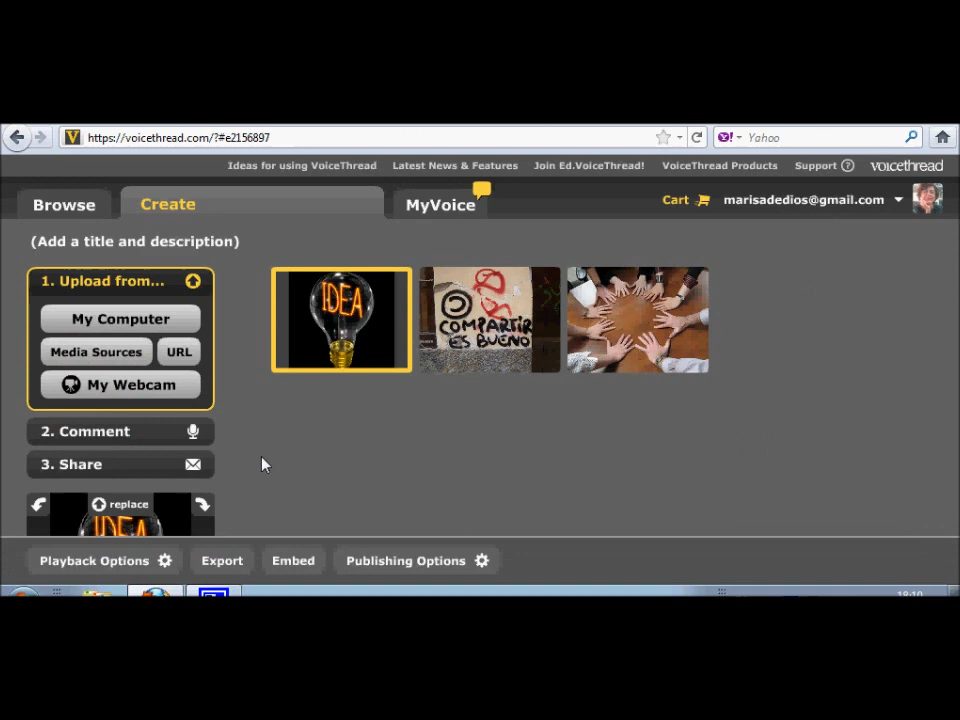 https://voicethread.com/?#e2156897
Yahoo
Ideas for using VoiceThread
Latest News & Features
Join Ed.VoiceThread!
VoiceThread Products
Support ?
voicethread
Browse
Create
MyVoice
Cart
marisadedios@gmail.com
(Add a title and description)
1. Upload from...
My Computer
Media Sources
URL
My Webcam
2. Comment
3. Share
IDEA
COMPARTIR
ES BUENO
replace
IDEA
Playback Options
Export
Embed
Publishing Options